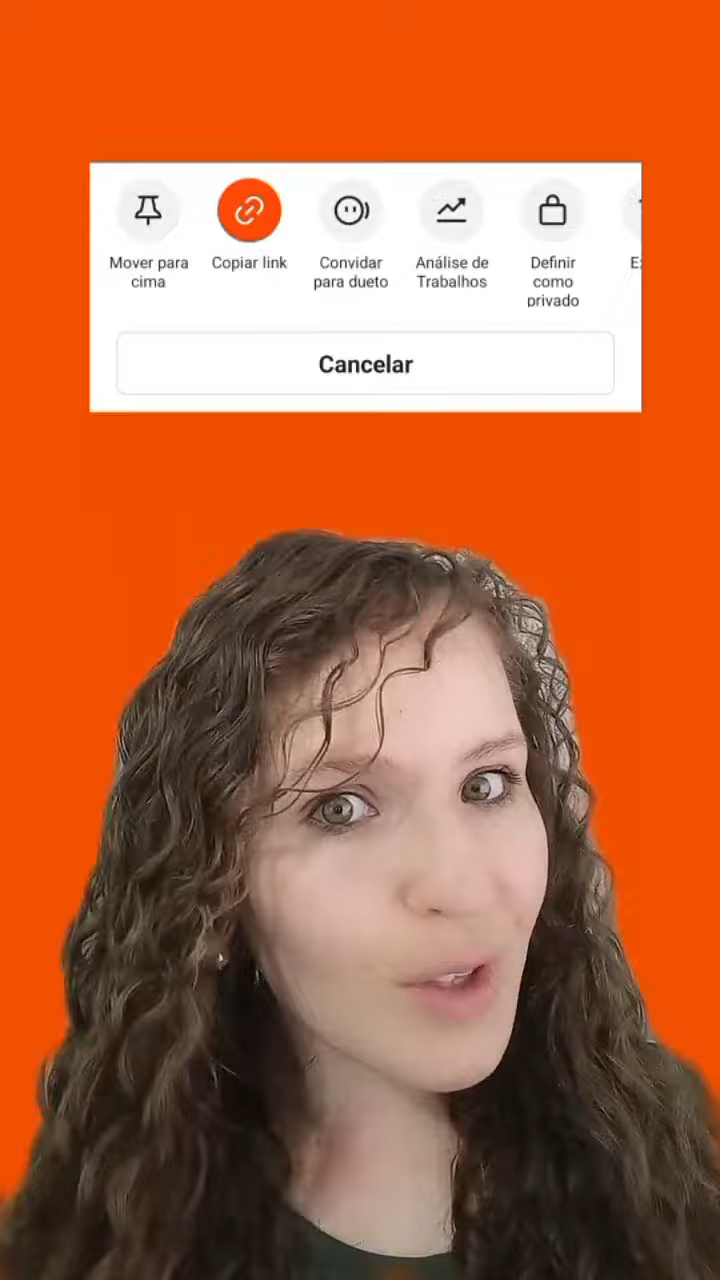 Mover para
cima
Copiar link
Convidar
para dueto
Análise de
Trabalhos
Definir
como
privado
Cancelar